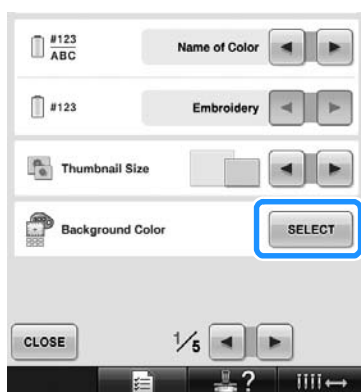 #123
ABC
Name of Color
#123
Embroidery
Thumbnail Size
Background Color
SELECT
CLOSE
1/5
?